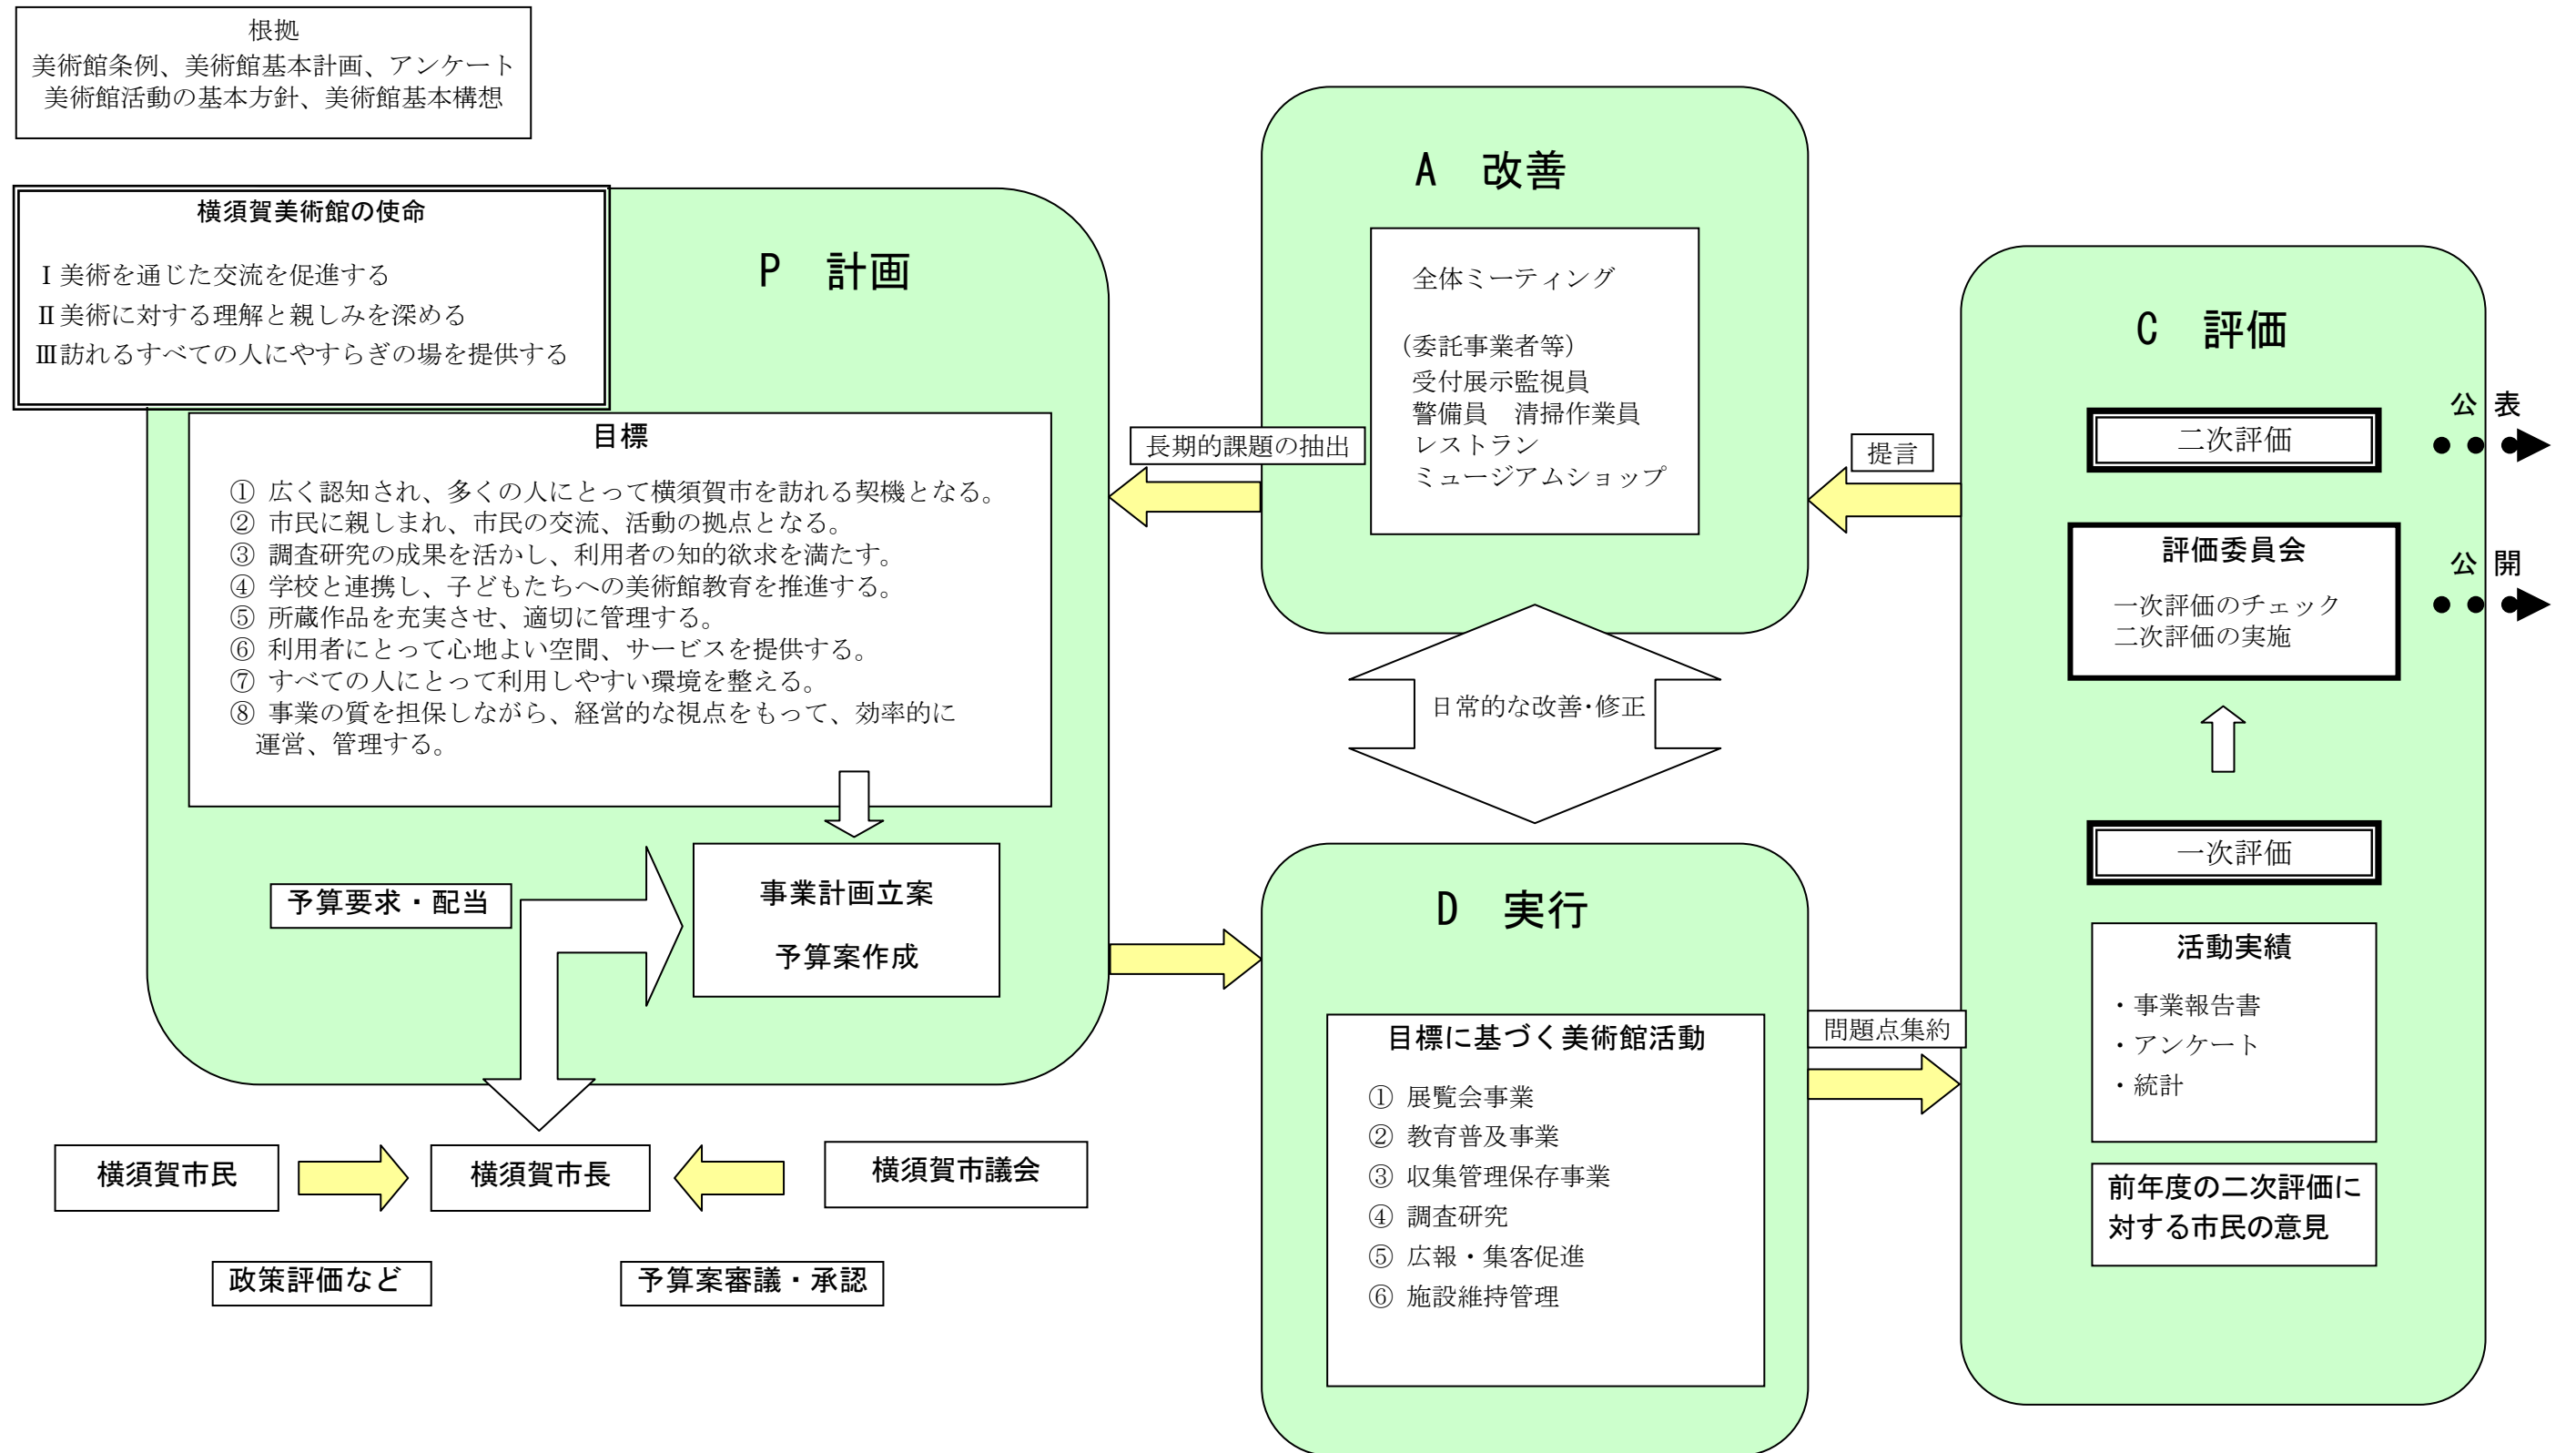 根拠
美術館条例、美術館基本計画、アンケート
美術館活動の基本方針、美術館基本構想
横須賀美術館の使命
Ⅰ美術を通じた交流を促進する
Ⅱ美術に対する理解と親しみを深める
Ⅲ訪れるすべての人にやすらぎの場を提供する
P 計画
目標
① 広く認知され、多くの人にとって横須賀市を訪れる契機となる。
② 市民に親しまれ、市民の交流、活動の拠点となる。
③ 調査研究の成果を活かし、利用者の知的欲求を満たす。
④ 学校と連携し、子どもたちへの美術館教育を推進する。
⑤ 所蔵作品を充実させ、適切に管理する。
⑥ 利用者にとって心地よい空間、サービスを提供する。
⑦ すべての人にとって利用しやすい環境を整える。
⑧ 事業の質を担保しながら、経営的な視点をもって、効率的に
運営、管理する。
予算要求・配当
事業計画立案
予算案作成
横須賀市民
横須賀市長
横須賀市議会
政策評価など
予算案審議・承認
長期的課題の抽出
A 改善
全体ミーティング
(委託事業者等)
受付展示監視員
警備員 清掃作業員
レストラン
ミュージアムショップ
日常的な改善・修正
D 実行
目標に基づく美術館活動
① 展覧会事業
② 教育普及事業
③ 収集管理保存事業
④ 調査研究
⑤ 広報・集客促進
⑥ 施設維持管理
提言
問題点集約
C 評価
二次評価
公 表
評価委員会
一次評価のチェック
二次評価の実施
公 開
一次評価
活動実績
・事業報告書
・アンケート
・統計
前年度の二次評価に
対する市民の意見